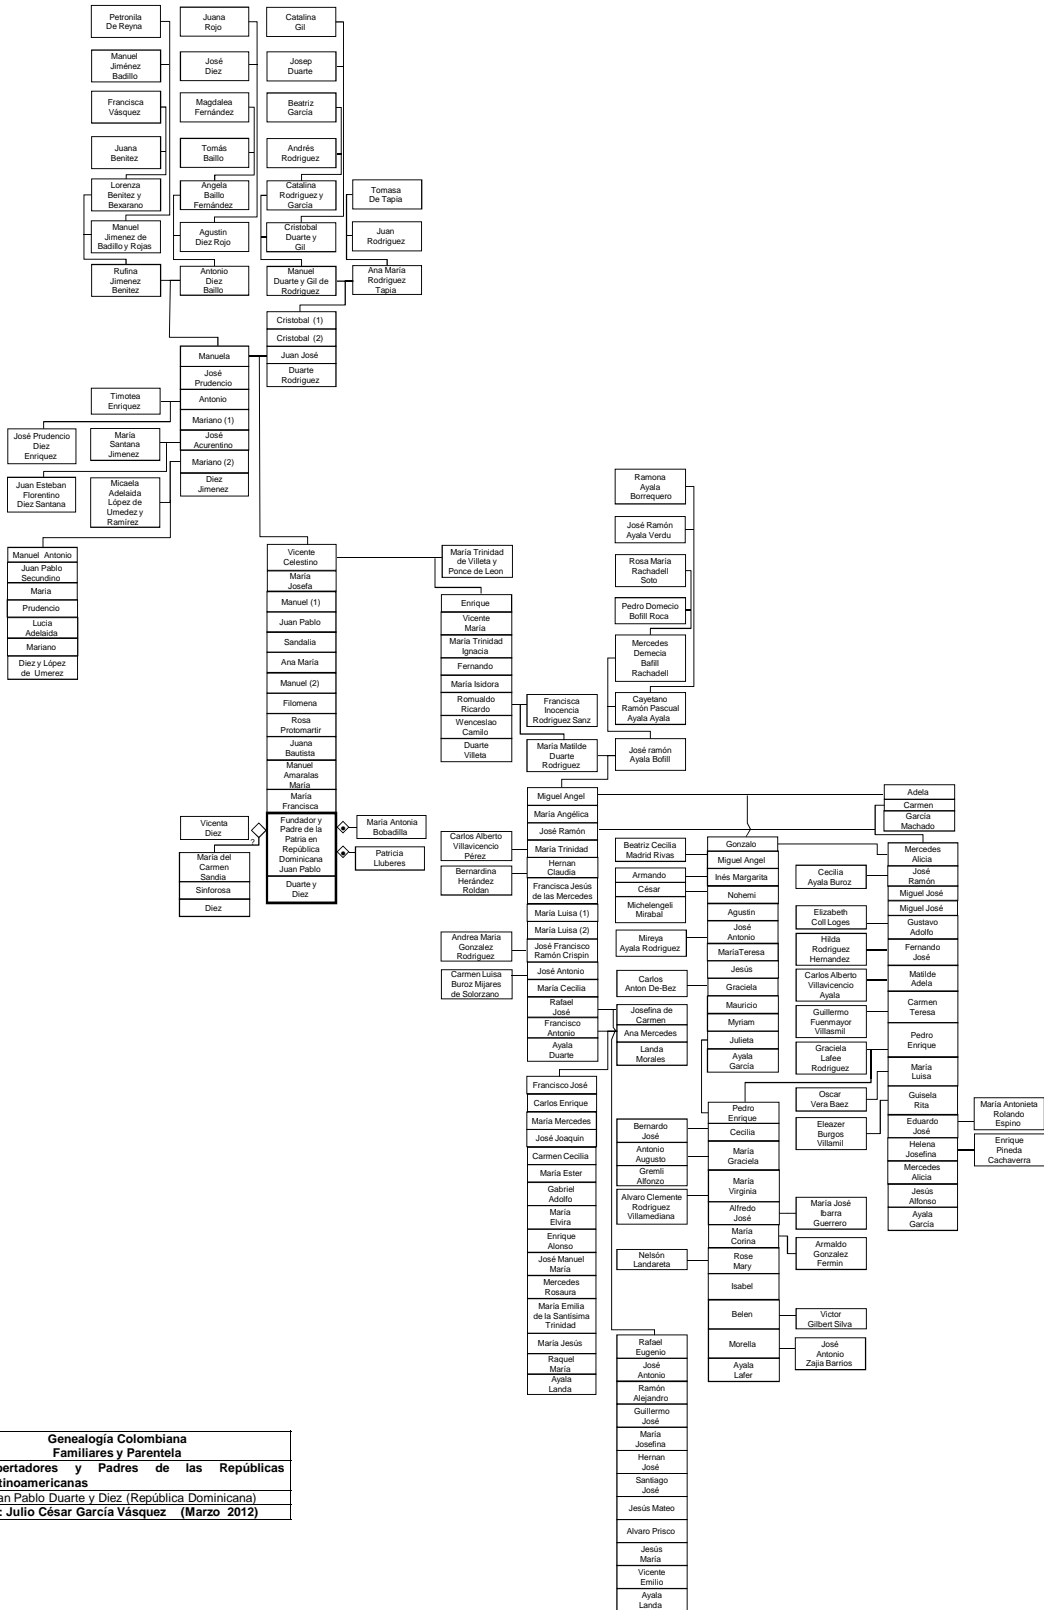 Petronila
De Reyna
Juana
Rojo
Catalina
Gil
Manuel
Jiménez
Badillo
José
Diez
Josep
Duarte
Francisca
Vásquez
Magdalea
Fernández
Beatriz
García
Juana
Benitez
Tomás
Baillo
Andrés
Rodriguez
Lorenza
Benitez y
Bexarano
Angela
Baillo
Fernández
Catalina
Rodriguez y
García
Tomasa
De Tapia
Manuel
Jimenez de
Badillo y Rojas
Agustin
Diez Rojo
Cristobal
Duarte y
Gil
Juan
Rodriguez
Rufina
Jimenez
Benitez
Antonio
Diez
Baillo
Manuel
Duarte y Gil de
Rodriguez
Ana María
Rodriguez
Tapia
Cristobal (1)
Cristobal (2)
Juan José
Duarte
Rodriguez
Manuela
José
Prudencio
Antonio
Mariano (1)
José
Acurentino
Mariano (2)
Diez
Jimenez
Timotea
Enriquez
José Prudencio
Diez
Enriquez
María
Santana
Jimenez
Juan Esteban
Florentino
Diez Santana
Micaela
Adelaida
López de
Umedez y
Ramírez
Manuel Antonio
Juan Pablo
Secundino
Maria
Prudencio
Lucia
Adelaida
Mariano
Diez y López
de Umerez
Vicente
Celestino
María
Josefa
Manuel (1)
Juan Pablo
Sandalia
Ana María
Manuel (2)
Filomena
Rosa
Protomartir
Juana
Bautista
Manuel
Amaralas
María
María
Francisca
Fundador y
Padre de la
Patria en
República
Dominicana
Juan Pablo
Duarte y
Diez
Vicenta
Diez
?
María del
Carmen
Sandia
Sinforosa
Diez
María Antonia
Bobadilla
Patricia
Lluberes
María Trinidad
de Villeta y
Ponce de Leon
Enrique
Vicente
María
María Trinidad
Ignacia
Fernando
María Isidora
Romualdo
Ricardo
Wenceslao
Camilo
Duarte
Villeta
Francisca
Inocencia
Rodriguez Sanz
María Matilde
Duarte
Rodriguez
Ramona
Ayala
Borrequero
José Ramón
Ayala Verdu
Rosa María
Rachadell
Soto
Pedro Domecio
Bofill Roca
Mercedes
Demecia
Bafill
Rachadell
Cayetano
Ramón Pascual
Ayala Ayala
José ramón
Ayala Bofill
Miguel Angel
María Angélica
José Ramón
María Trinidad
Hernan
Claudia
Francisca Jesús
de las Mercedes
María Luisa (1)
María Luisa (2)
José Francisco
Ramón Crispin
José Antonio
María Cecilia
Rafael
José
Francisco
Antonio
Ayala
Duarte
Carlos Alberto
Villavicencio
Pérez
Bernardina
Herández
Roldan
Andrea Maria
Gonzalez
Rodriguez
Carmen Luisa
Buroz Mijares
de Solorzano
Josefina de
Carmen
Ana Mercedes
Landa
Morales
Francisco José
Carlos Enrique
María Mercedes
José Joaquin
Carmen Cecilia
María Ester
Gabriel
Adolfo
María
Elvira
Enrique
Alonso
José Manuel
María
Mercedes
Rosaura
María Emilia
de la Santísima
Trinidad
María Jesús
Raquel
María
Ayala
Landa
Adela
Carmen
García
Machado
Beatriz Cecilia
Madrid Rivas
Armando
César
Michelengeli
Mirabal
Mireya
Ayala Rodriguez
Carlos
Anton De-Bez
Gonzalo
Miguel Angel
Inés Margarita
Nohemi
Agustin
José
Antonio
MaríaTeresa
Jesús
Graciela
Mauricio
Myriam
Julieta
Ayala
García
Cecilia
Ayala Buroz
Elizabeth
Coll Loges
Hilda
Rodriguez
Hernandez
Carlos Alberto
Villavicencio
Ayala
Guillermo
Fuenmayor
Villasmil
Graciela
Lafee
Rodriguez
Oscar
Vera Baez
Eleazer
Burgos
Villamil
Mercedes
Alicia
José
Ramón
Miguel José
Miguel José
Gustavo
Adolfo
Fernando
José
Matilde
Adela
Carmen
Teresa
Pedro
Enrique
María
Luisa
Guisela
Rita
Eduardo
José
Helena
Josefina
Mercedes
Alicia
Jesús
Alfonso
Ayala
García
María Antonieta
Rolando
Espino
Enrique
Pineda
Cachaverra
Pedro
Enrique
Cecilia
María
Graciela
María
Virginia
Alfredo
José
María
Corina
Rose
Mary
Isabel
Belen
Morella
Ayala
Lafer
Bernardo
José
Antonio
Augusto
Gremli
Alfonzo
Alvaro Clemente
Rodriguez
Villamediana
Nelsón
Landareta
María José
Ibarra
Guerrero
Armaldo
Gonzalez
Fermin
Victor
Gilbert Silva
José
Antonio
Zajia Barrios
Rafael
Eugenio
José
Antonio
Ramón
Alejandro
Guillermo
José
María
Josefina
Hernan
José
Santiago
José
Jesús Mateo
Alvaro Prisco
Jesús
María
Vicente
Emilio
Ayala
Landa
Genealogía Colombiana
Familiares y Parentela
bertadores y Padres de las Repúblicas
tinoamericanas
an Pablo Duarte y Diez (República Dominicana)
: Julio César García Vásquez (Marzo 2012)